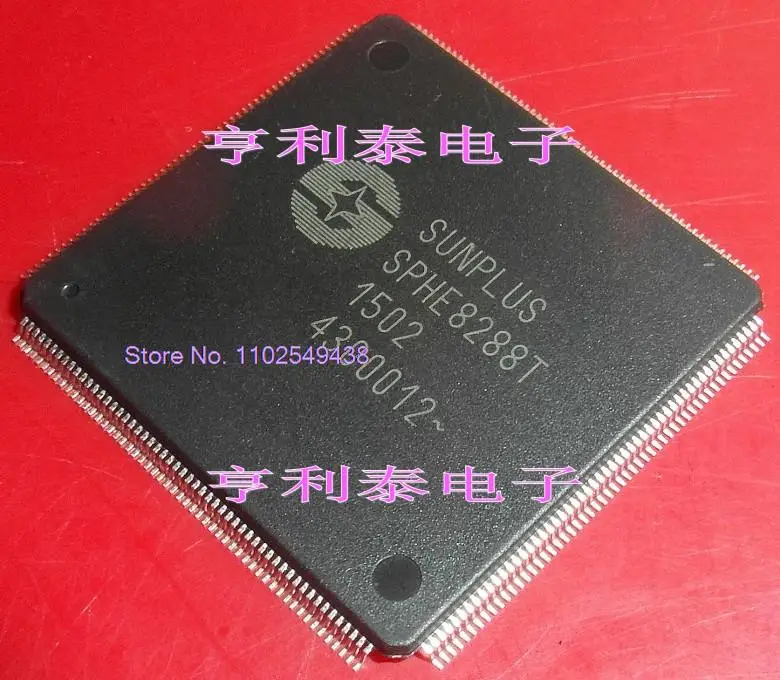 亨利泰电子
SUNPLUS
SPHE8288T
1502
Store No. 1102549438
亨利泰电子